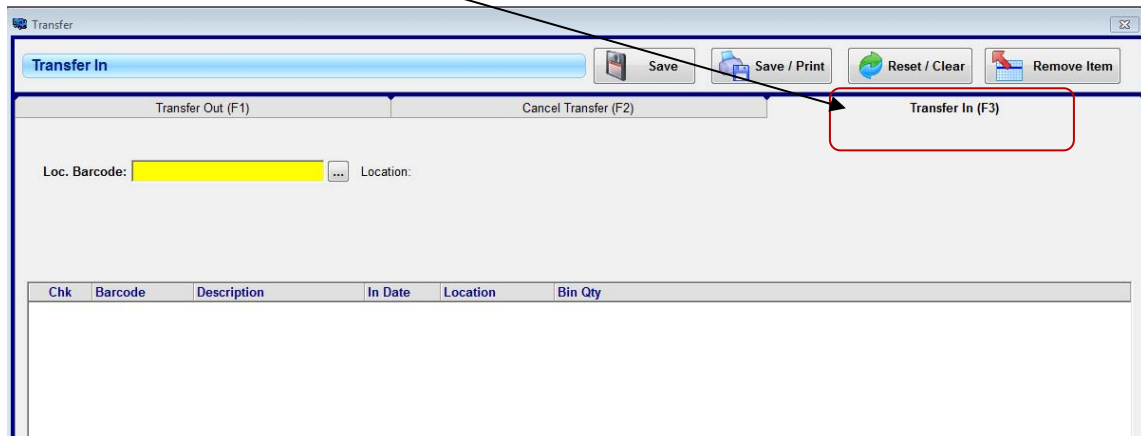 Transfer
Transfer In
Save
Save / Print
Reset / Clear
Remove Item
Transfer Out (F1)
Cancel Transfer (F2)
Transfer In (F3)
Loc. Barcode:
...
Location:
Chk Barcode Description In Date Location Bin Qty